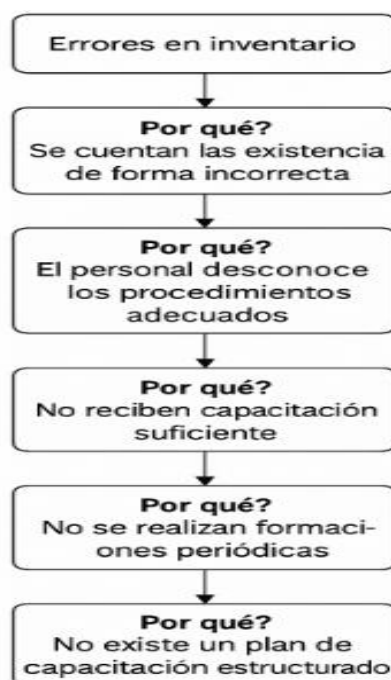 Errores en inventario
Por qué?
Se cuentan las existencia
de forma incorrecta
Por qué?
El personal desconoce
los procedimientos
adecuados
Por qué?
No reciben capacitación
suficiente
Por qué?
No se realizan formaci-
ones periódicas
Por qué?
No existe un plan de
capacitación estructurado